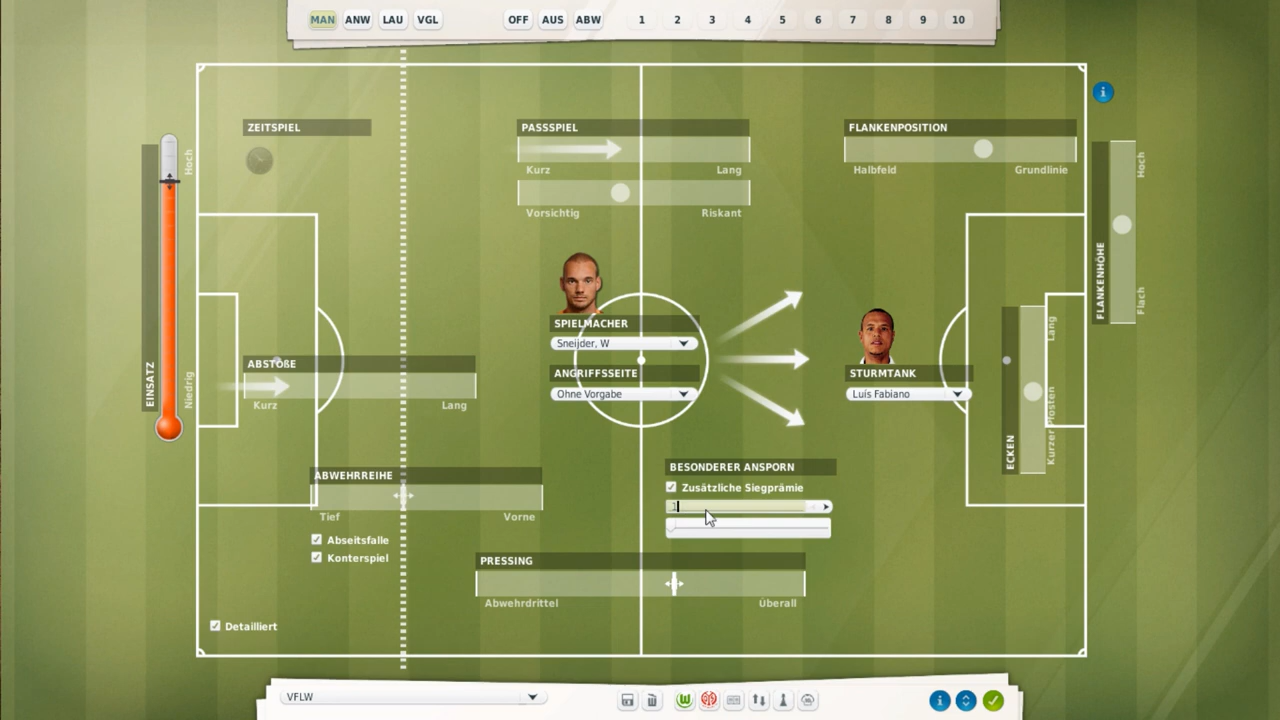 MAN ANW LAU VGL OFF AUS ABW 1 2 3 4 5 6 7 8 9 10
ZEITSPIEL
PASSSPIEL
Kurz Lang
Vorsichtig Riskant
FLANKENPOSITION
Halbfeld Grundlinie
EINSATZ
Hoch
Niedrig
FLANKENHÖHE
Hoch
Flach
SPIELMACHER
Sneijder, W
ANGRIFFSSEITE
Ohne Vorgabe
STURMTANK
Luís Fabiano
ABSTÖßE
Kurz Lang
ECKEN
Lang
Kurzer Pfosten
ABWEHRREIHE
Tief Vorne
Abseitsfalle
Konterspiel
BESONDERER ANSPORN
Zusätzliche Siegprämie
1
PRESSING
Abwehrdrittel Überall
Detailliert
VFLW